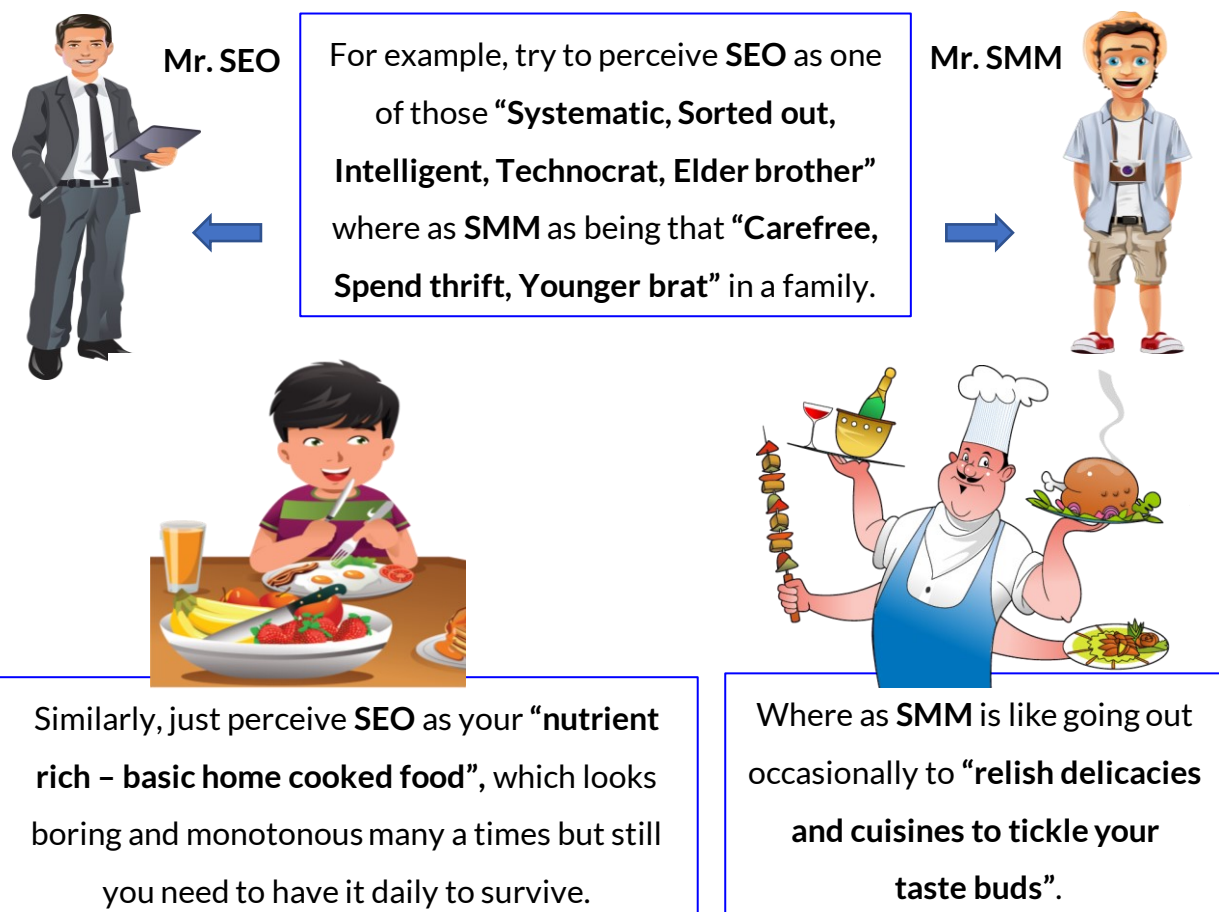 Mr. SEO
For example, try to perceive SEO as one
of those “Systematic, Sorted out,
Intelligent, Technocrat, Elder brother”
where as SMM as being that “Carefree,
Spend thrift, Younger brat” in a family.
Mr. SMM
Similarly, just perceive SEO as your “nutrient
rich – basic home cooked food”, which looks
boring and monotonous many a times but still
you need to have it daily to survive.
Where as SMM is like going out
occasionally to “relish delicacies
and cuisines to tickle your
taste buds”.